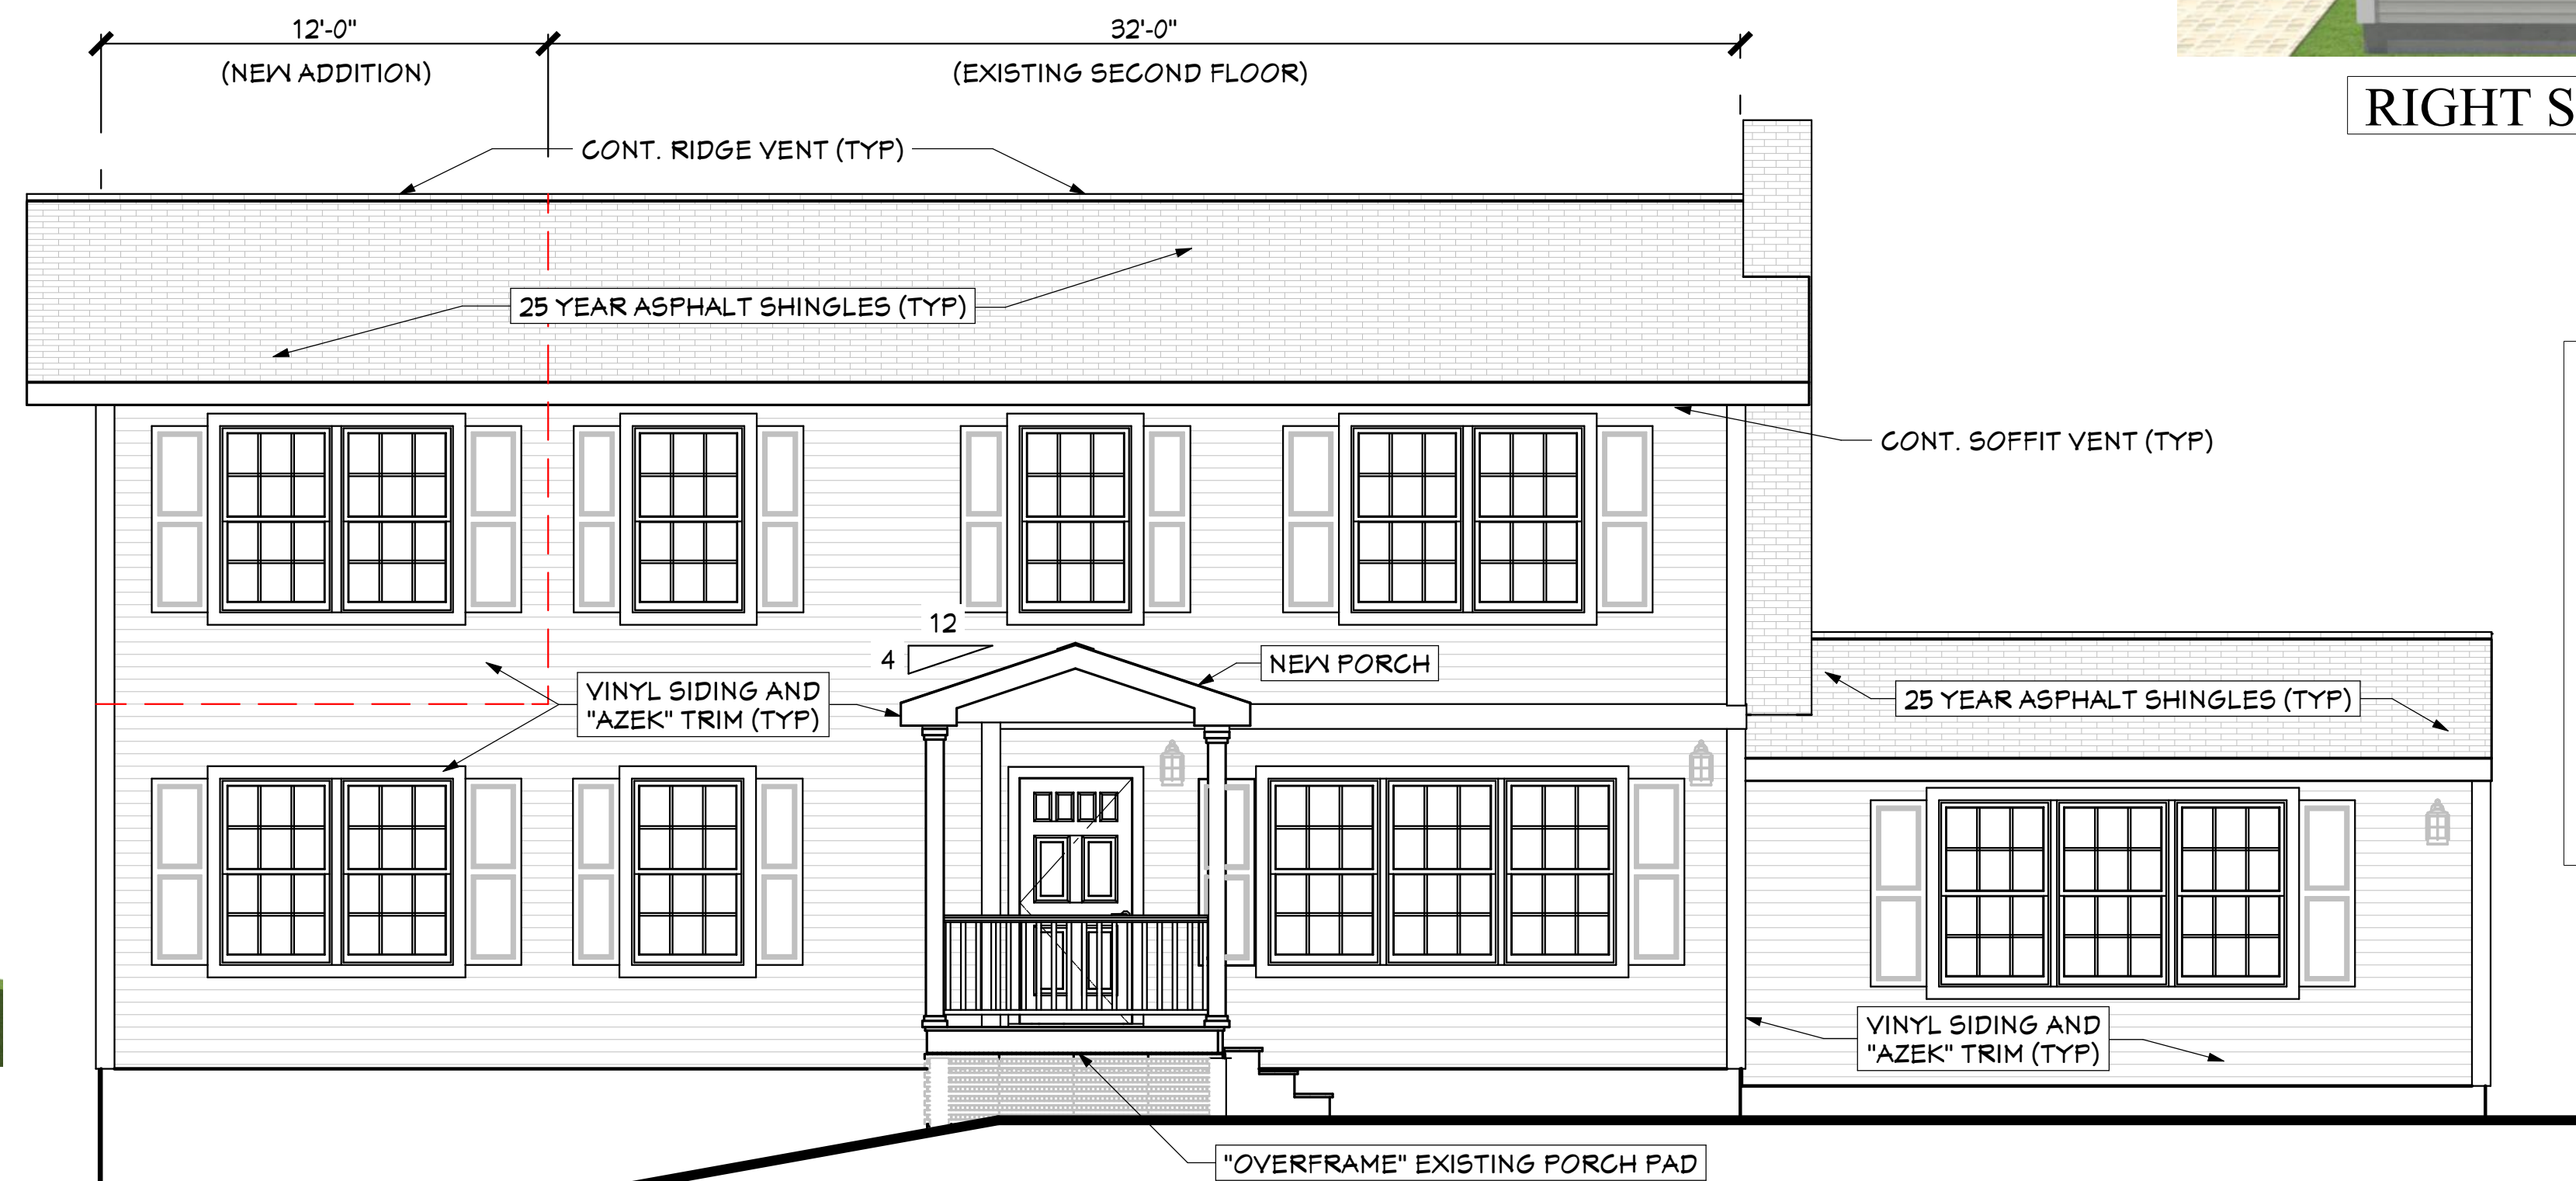 12'-0"
32'-0"
(NEW ADDITION)
(EXISTING SECOND FLOOR)
RIGHT S
CONT. RIDGE VENT (TYP)
25 YEAR ASPHALT SHINGLES (TYP)
CONT. SOFFIT VENT (TYP)
12
4
NEW PORCH
VINYL SIDING AND
"AZEK" TRIM (TYP)
25 YEAR ASPHALT SHINGLES (TYP)
VINYL SIDING AND
"AZEK" TRIM (TYP)
"OVERFRAME" EXISTING PORCH PAD